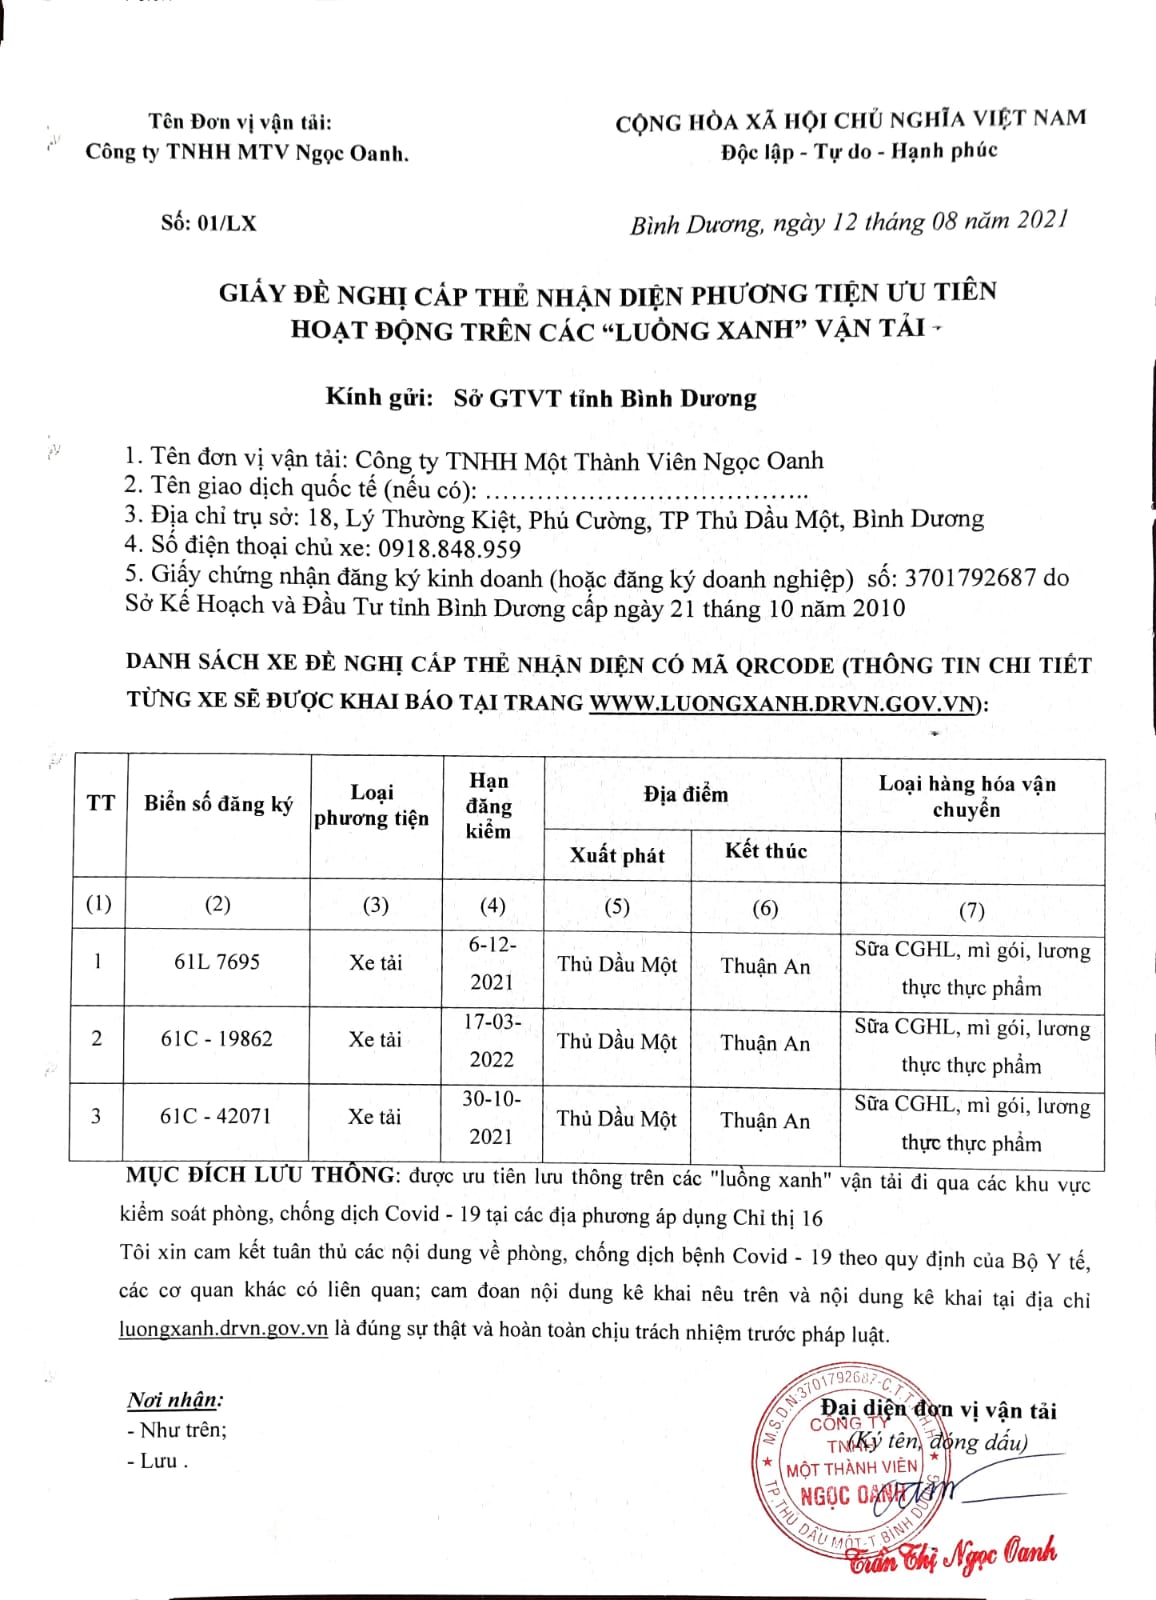 Tên Đơn vị vận tải:
Công ty TNHH MTV Ngọc Oanh.
CỘNG HÒA XÃ HỘI CHỦ NGHĨA VIỆT NAM
Độc lập - Tự do - Hạnh phúc
Số: 01/LX
Bình Dương, ngày 12 tháng 08 năm 2021
GIẤY ĐỀ NGHỊ CẤP THẺ NHẬN DIỆN PHƯƠNG TIỆN ƯU TIÊN
HOẠT ĐỘNG TRÊN CÁC “LUỒNG XANH” VẬN TẢI
Kính gửi: Sở GTVT tỉnh Bình Dương
1. Tên đơn vị vận tải: Công ty TNHH Một Thành Viên Ngọc Oanh
2. Tên giao dịch quốc tế (nếu có): ……………………………………..
3. Địa chỉ trụ sở: 18, Lý Thường Kiệt, Phú Cường, TP Thủ Dầu Một, Bình Dương
4. Số điện thoại chủ xe: 0918.848.959
5. Giấy chứng nhận đăng ký kinh doanh (hoặc đăng ký doanh nghiệp) số: 3701792687 do
Sở Kế Hoạch và Đầu Tư tỉnh Bình Dương cấp ngày 21 tháng 10 năm 2010
DANH SÁCH XE ĐỀ NGHỊ CẤP THẺ NHẬN DIỆN CÓ MÃ QRCODE (THÔNG TIN CHI TIẾT
TỪNG XE SẼ ĐƯỢC KHAI BÁO TẠI TRANG WWW.LUONGXANH.DRVN.GOV.VN):
TT
Biển số đăng ký
Loại
phương tiện
Hạn
đăng
kiểm
Địa điểm
Loại hàng hóa vận
chuyển
Xuất phát
Kết thúc
(1) (2) (3) (4) (5) (6) (7)
1 61L 7695 Xe tải 6-12-
2021 Thủ Dầu Một Thuận An Sữa CGHL, mì gói, lương
thực thực phẩm
2 61C - 19862 Xe tải 17-03-
2022 Thủ Dầu Một Thuận An Sữa CGHL, mì gói, lương
thực thực phẩm
3 61C - 42071 Xe tải 30-10-
2021 Thủ Dầu Một Thuận An Sữa CGHL, mì gói, lương
thực thực phẩm
MỤC ĐÍCH LƯU THÔNG: được ưu tiên lưu thông trên các "luồng xanh" vận tải đi qua các khu vực
kiểm soát phòng, chống dịch Covid - 19 tại các địa phương áp dụng Chỉ thị 16
Tôi xin cam kết tuân thủ các nội dung về phòng, chống dịch bệnh Covid - 19 theo quy định của Bộ Y tế,
các cơ quan khác có liên quan; cam đoan nội dung kê khai nêu trên và nội dung kê khai tại địa chỉ
luongxanh.drvn.gov.vn là đúng sự thật và hoàn toàn chịu trách nhiệm trước pháp luật.
Nơi nhận:
- Như trên;
- Lưu .
Đại diện đơn vị vận tải
(Ký tên, đóng dấu)
M.S.D.N:3701792687-C.T.T.N.H.H
CÔNG TY
TNHH
MỘT THÀNH VIÊN
NGỌC OANH
TP.THỦ DẦU MỘT-T.BÌNH DƯƠNG
Trần Thị Ngọc Oanh